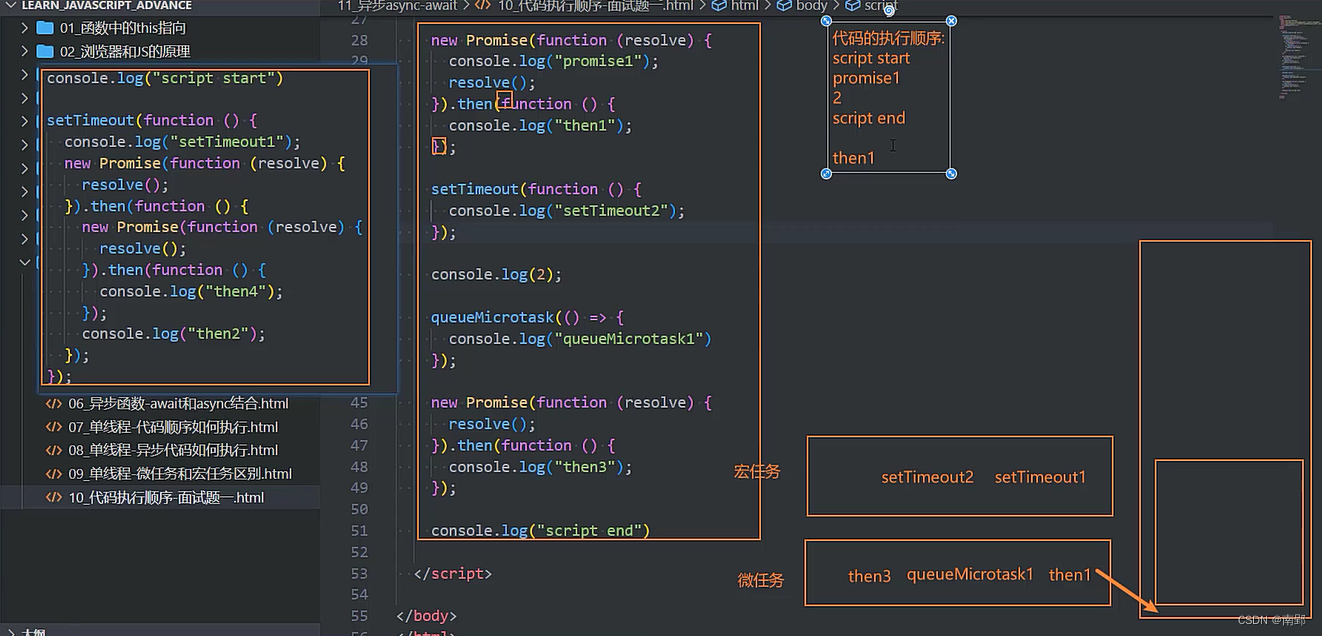 LEARN_JAVASCRIPT_ADVANCE
01_函数中的this指向
02_浏览器和JS的原理
console.log("script start")
setTimeout(function () {
console.log("setTimeout1");
new Promise(function (resolve) {
resolve();
}).then(function () {
new Promise(function (resolve) {
resolve();
}).then(function () {
console.log("then4");
});
console.log("then2");
});
});
06_异步函数-await和async结合.html
07_单线程-代码顺序如何执行.html
08_单线程-异步代码如何执行.html
09_单线程-微任务和宏任务区别.html
10_代码执行顺序-面试题一.html
大纲
11_异步async-await > 10_代码执行顺序-面试题一.html > html > body > script
27
28 new Promise(function (resolve) {
29 console.log("promise1");
resolve();
}).then(function () {
console.log("then1");
});
setTimeout(function () {
console.log("setTimeout2");
});
console.log(2);
queueMicrotask(() => {
console.log("queueMicrotask1")
});
45 new Promise(function (resolve) {
46 resolve();
47 }).then(function () {
48 console.log("then3");
49 });
50
51 console.log("script end")
52
53 </script>
54
55 </body>
56 </html>
代码的执行顺序:
script start
promise1
2
script end
then1
宏任务
setTimeout2 setTimeout1
微任务
then3 queueMicrotask1 then1
CSDN @南郢